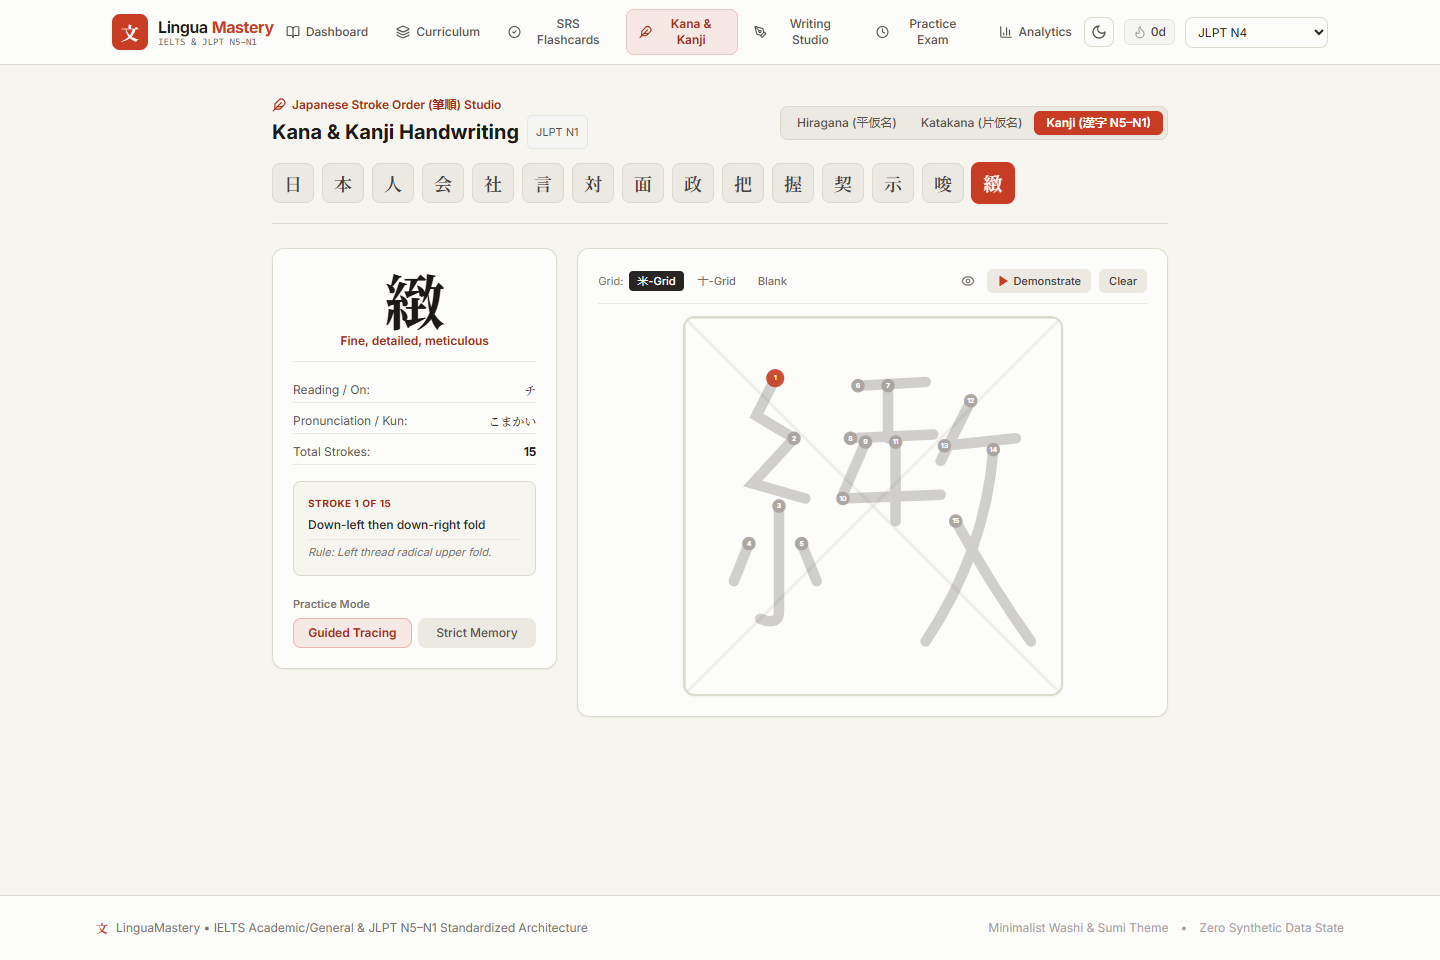 文 Lingua Mastery
IELTS & JLPT N5–N1
Dashboard
Curriculum
SRS
Flashcards
Kana &
Kanji
Writing
Studio
Practice
Exam
Analytics
0d
JLPT N4
Japanese Stroke Order (筆順) Studio
Kana & Kanji Handwriting JLPT N1
Hiragana (平仮名) Katakana (片仮名) Kanji (漢字 N5–N1)
日 本 人 会 社 言 対 面 政 把 握 契 示 唆 緻
緻
Fine, detailed, meticulous
Reading / On: チ
Pronunciation / Kun: こまかい
Total Strokes: 15
STROKE 1 OF 15
Down-left then down-right fold
Rule: Left thread radical upper fold.
Practice Mode
Guided Tracing Strict Memory
Grid: 米-Grid 十-Grid Blank
Demonstrate Clear
1
6 7
12
2
8 9 11
13
14
10
3
15
4 5
文 LinguaMastery • IELTS Academic/General & JLPT N5–N1 Standardized Architecture
Minimalist Washi & Sumi Theme • Zero Synthetic Data State